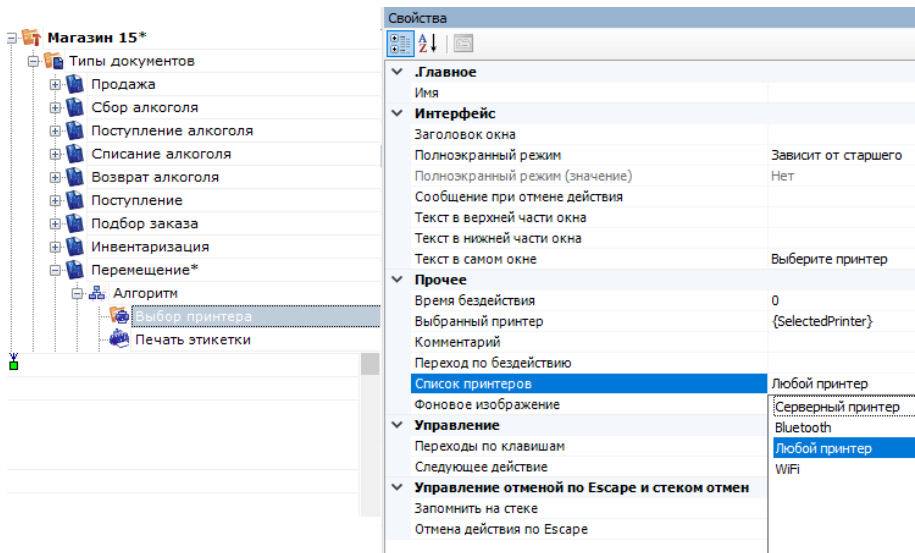 Магазин 15*
Типы документов
Продажа
Сбор алкоголя
Поступление алкоголя
Списание алкоголя
Возврат алкоголя
Поступление
Подбор заказа
Инвентаризация
Перемещение*
Алгоритм
Выбор принтера
Печать этикетки
Свойства
.Главное
Имя
Интерфейс
Заголовок окна
Полноэкранный режим Зависит от старшего
Полноэкранный режим (значение) Нет
Сообщение при отмене действия
Текст в верхней части окна
Текст в нижней части окна
Текст в самом окне Выберите принтер
Прочее
Время бездействия 0
Выбранный принтер {SelectedPrinter}
Комментарий
Переход по бездействию
Список принтеров Любой принтер
Фоновое изображение Серверный принтер
Bluetooth
Управление
Переходы по клавишам Любой принтер
Следующее действие WiFi
Управление отменой по Escape и стеком отмен
Запомнить на стеке
Отмена действия по Escape